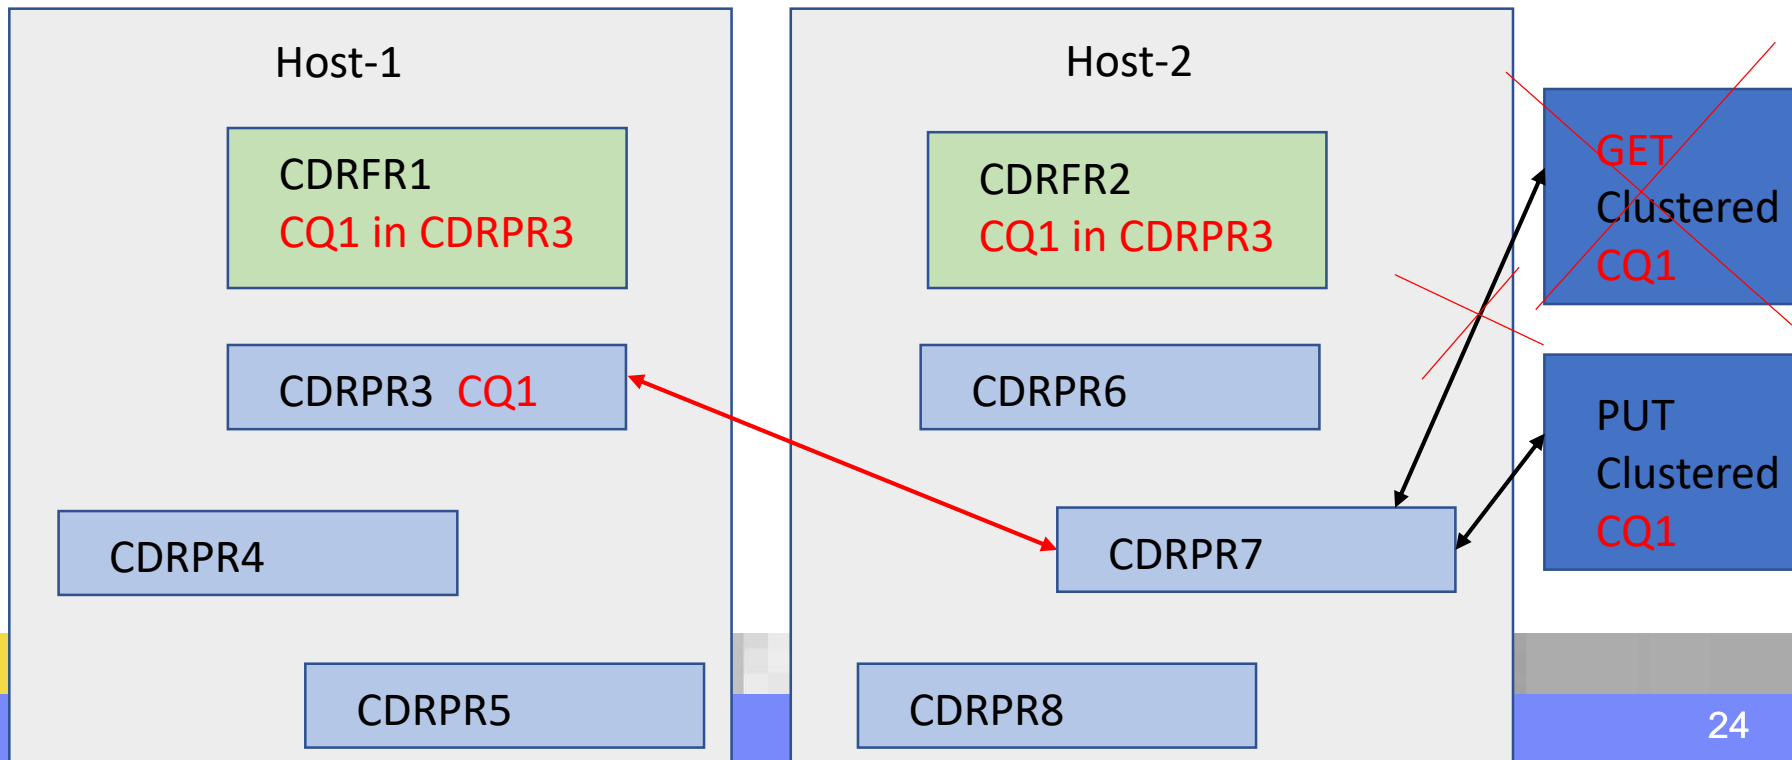 Host-1
CDRFR1
CQ1 in CDRPR3
CDRPR3 CQ1
CDRPR4
CDRPR5
Host-2
CDRFR2
CQ1 in CDRPR3
CDRPR6
CDRPR7
CDRPR8
GET
Clustered
CQ1
PUT
Clustered
CQ1
24